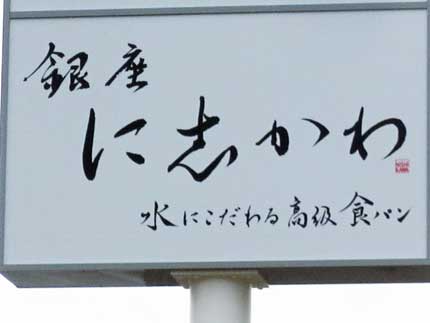 銀座
に志かわ
水にこだわる高級食パン